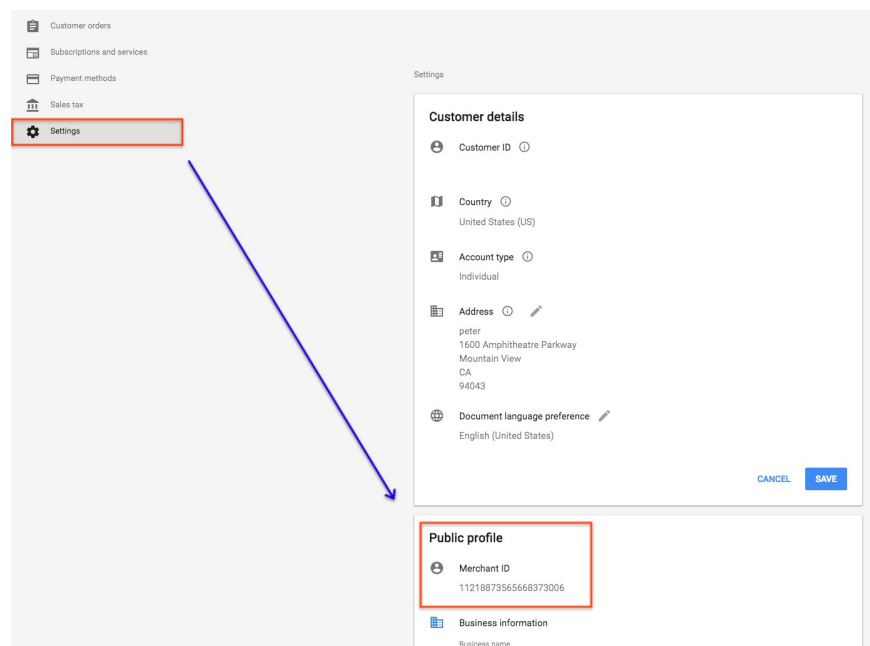 Customer orders
Subscriptions and services
Payment methods
Sales tax
Settings
Settings
Customer details
Customer ID
Country
United States (US)
Account type
Individual
Address
peter
1600 Amphitheatre Parkway
Mountain View
CA
94043
Document language preference
English (United States)
CANCEL SAVE
Public profile
Merchant ID
11218873565668373006
Business information
Business name